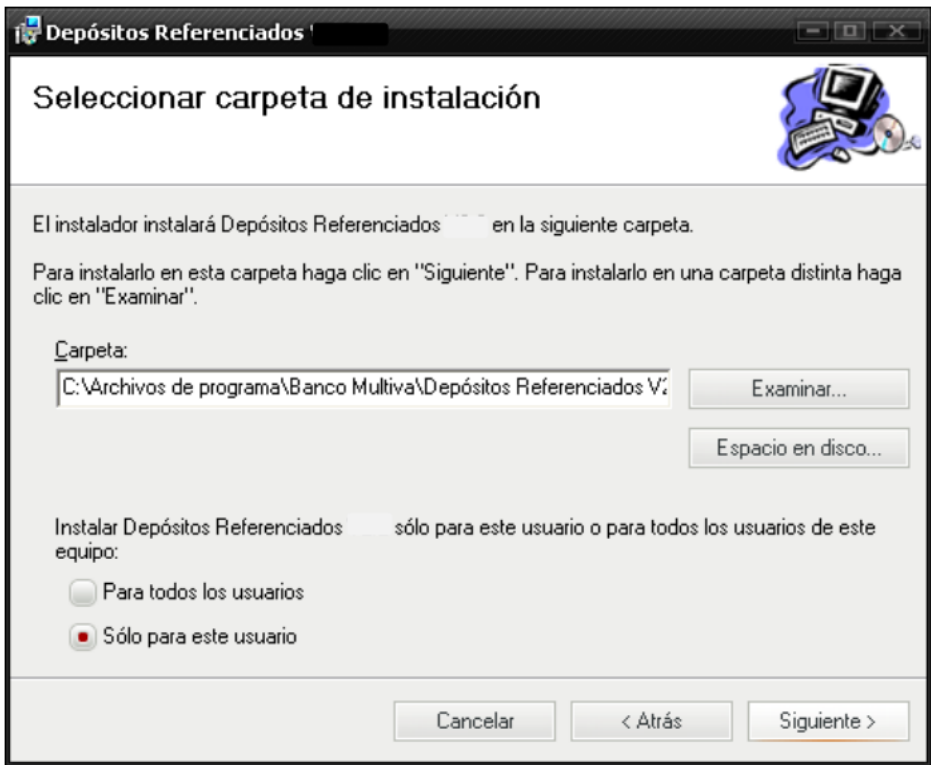 Depósitos Referenciados
Seleccionar carpeta de instalación
El instalador instalará Depósitos Referenciados en la siguiente carpeta.
Para instalarlo en esta carpeta haga clic en "Siguiente". Para instalarlo en una carpeta distinta haga
clic en "Examinar".
Carpeta:
C:\Archivos de programa\Banco Multiva\Depósitos Referenciados V2
Examinar...
Espacio en disco...
Instalar Depósitos Referenciados sólo para este usuario o para todos los usuarios de este
equipo:
Para todos los usuarios
Sólo para este usuario
Cancelar
< Atrás
Siguiente >